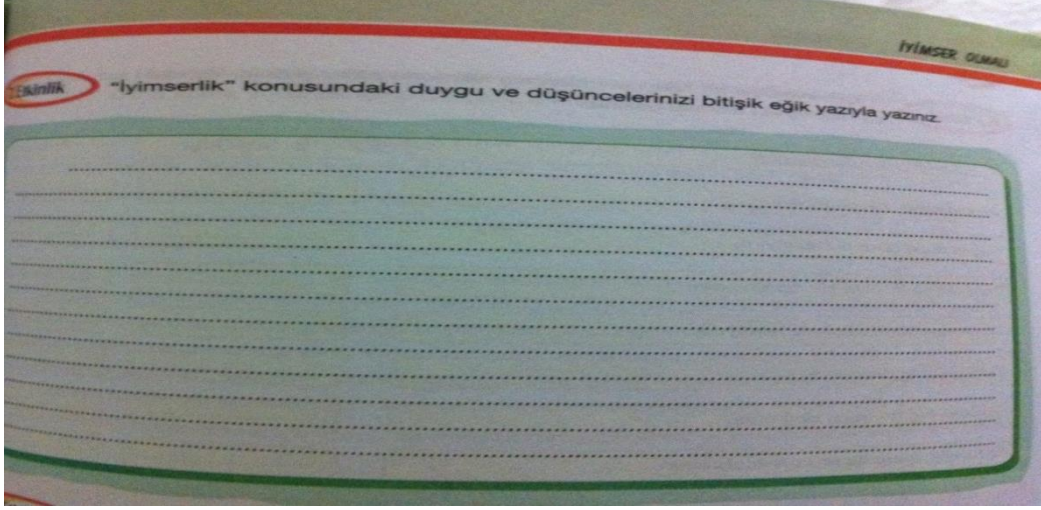 İYİMSER OLMALI
Etkinlik
"İyimserlik" konusundaki duygu ve düşüncelerinizi bitişik eğik yazıyla yazınız.